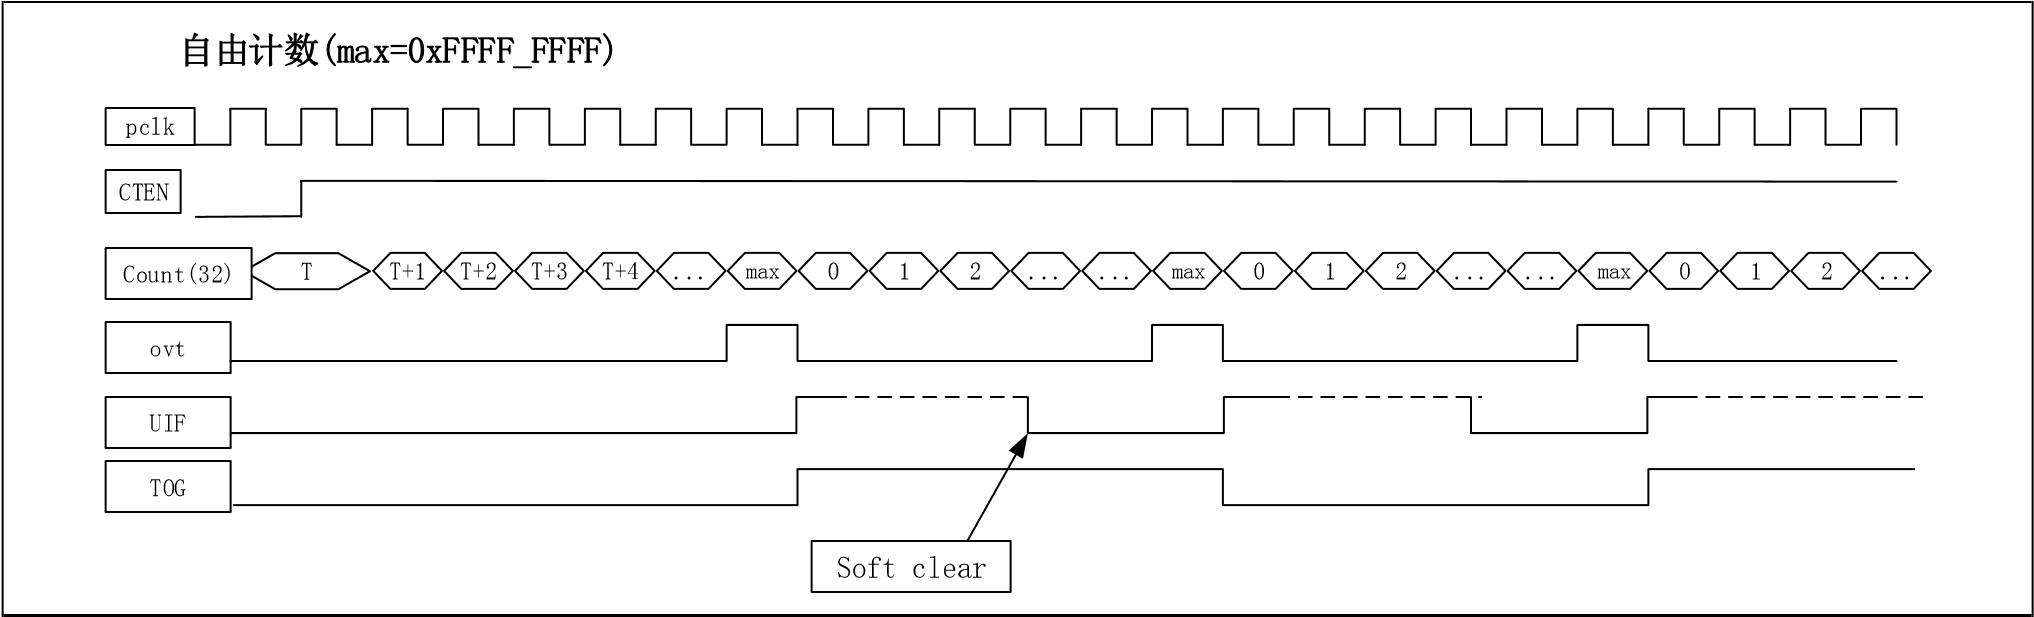 自由计数(max=0xFFFF_FFFF)
pclk
CTEN
Count(32) T T+1 T+2 T+3 T+4 ... max 0 1 2 ... ... max 0 1 2 ... ... max 0 1 2 ...
ovt
UIF
TOG
Soft clear